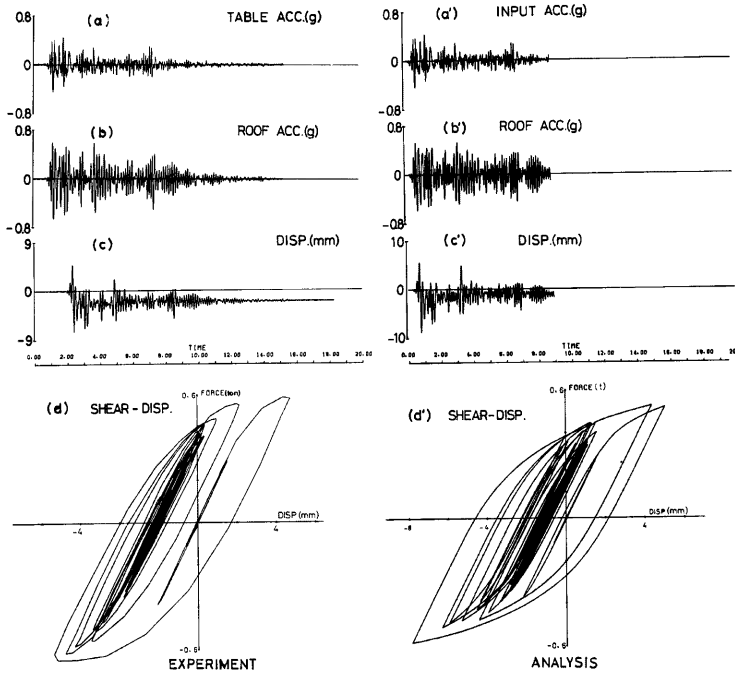 (a) TABLE ACC.(g)
0.8
0
-0.8
(b) ROOF ACC.(g)
0.8
0
-0.8
(c) DISP.(mm)
9
0
-9
TIME
0.00 2.00 4.00 6.00 8.00 10.00 12.00 14.00 16.00 18.00 20.00
(a') INPUT ACC.(g)
0.8
0
-0.8
(b') ROOF ACC.(g)
0.8
0
-0.8
(c') DISP.(mm)
10
0
-10
TIME
0.00 2.00 4.00 6.00 8.00 10.00 12.00 14.00 16.00 18.00 20.00
(d) SHEAR - DISP.
0.6 FORCE(ton)
DISP(mm)
-4 4
-0.6
EXPERIMENT
(d') SHEAR-DISP.
0.6 FORCE(t)
DISP(mm)
-8 -4 4
-0.6
ANALYSIS